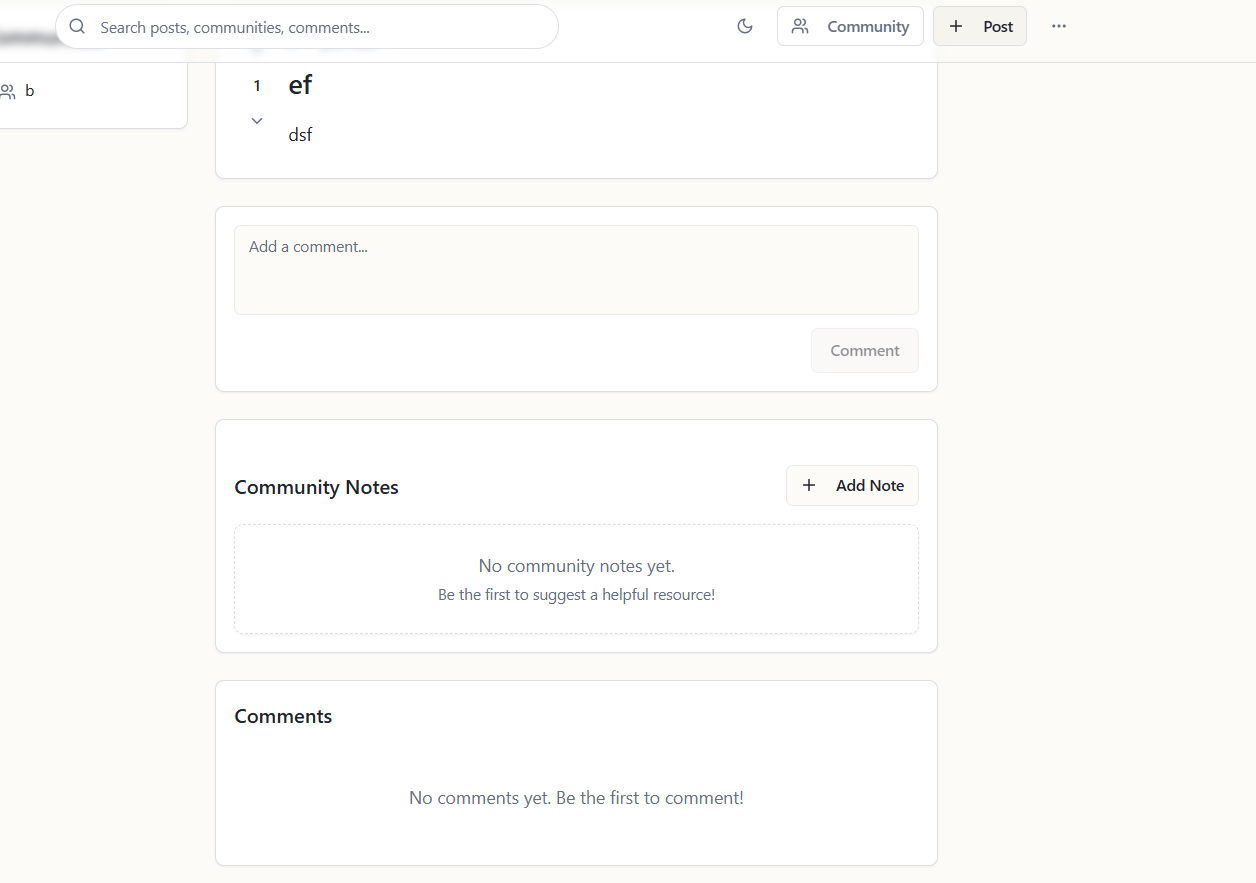 Search posts, communities, comments...
Community
Post
b
1
ef
dsf
Add a comment...
Comment
Community Notes
Add Note
No community notes yet.
Be the first to suggest a helpful resource!
Comments
No comments yet. Be the first to comment!